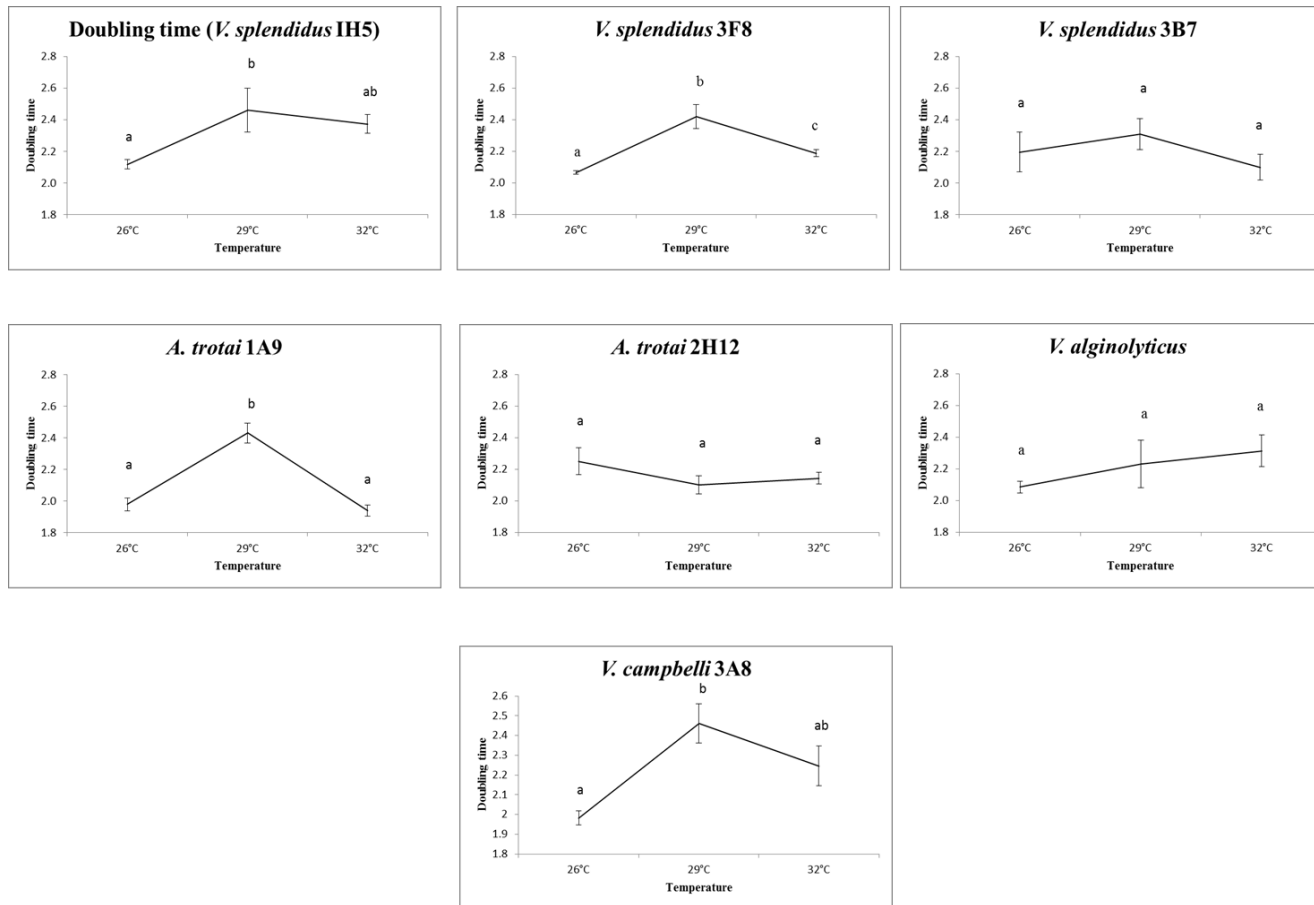 Doubling time (V. splendidus IH5)
2.8
2.6
2.4
2.2
2.0
1.8
Doubling time
a
b
ab
26°C
29°C
32°C
Temperature
V. splendidus 3F8
2.8
2.6
2.4
2.2
2.0
1.8
Doubling time
a
b
c
26°C
29°C
32°C
Temperature
V. splendidus 3B7
2.8
2.6
2.4
2.2
2.0
1.8
Doubling time
a
a
a
26°C
29°C
32°C
Temperature
A. trotai 1A9
2.8
2.6
2.4
2.2
2.0
1.8
Doubling time
a
b
a
26°C
29°C
32°C
Temperature
A. trotai 2H12
2.8
2.6
2.4
2.2
2.0
1.8
Doubling time
a
a
a
26°C
29°C
32°C
Temperature
V. alginolyticus
2.8
2.6
2.4
2.2
2.0
1.8
Doubling time
a
a
a
26°C
29°C
32°C
Temperature
V. campbelli 3A8
2.6
2.5
2.4
2.3
2.2
2.1
2
1.9
1.8
Doubling time
a
b
ab
26°C
29°C
32°C
Temperature